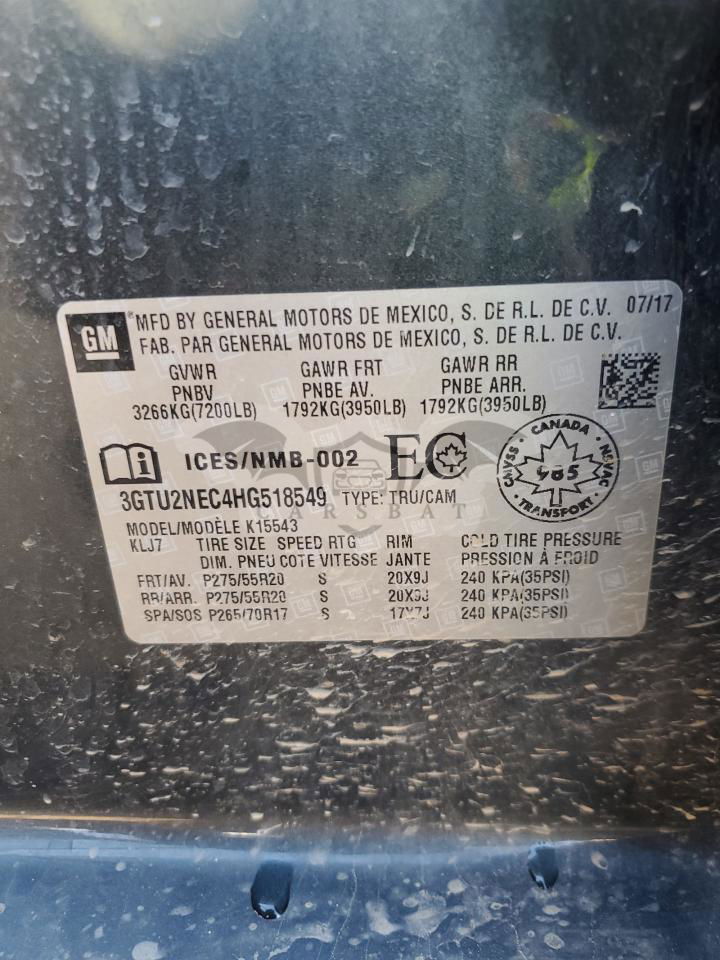 GM
MFD BY GENERAL MOTORS DE MEXICO, S. DE R.L. DE C.V. 07/17
FAB. PAR GENERAL MOTORS DE MEXICO, S. DE R.L. DE C.V.
GVWR GAWR FRT GAWR RR
PNBV PNBE AV. PNBE ARR.
3266KG(7200LB) 1792KG(3950LB) 1792KG(3950LB)
ICES/NMB-002 EC
CANADA
CMVSS 985 NSVAC
TRANSPORT
3GTU2NEC4HG518549 TYPE: TRU/CAM
CARSBAT
MODEL/MODÈLE K15543
KLJ7 TIRE SIZE SPEED RTG RIM COLD TIRE PRESSURE
DIM. PNEU COTE VITESSE JANTE PRESSION À FROID
FRT/AV. P275/55R20 S 20X9J 240 KPA(35PSI)
RR/ARR. P275/55R20 S 20X9J 240 KPA(35PSI)
SPA/SOS P265/70R17 S 17X7J 240 KPA(35PSI)